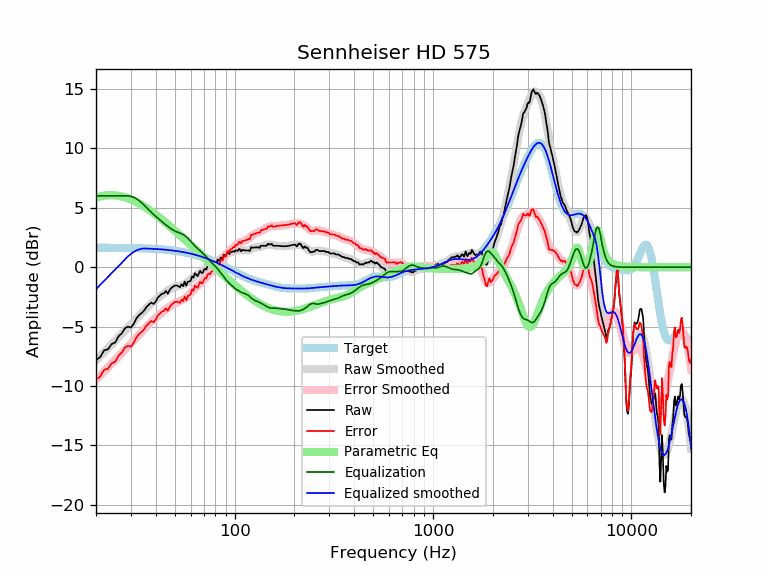 Sennheiser HD 575
15
10
5
0
−5
−10
−15
−20
Amplitude (dBr)
Target
Raw Smoothed
Error Smoothed
Raw
Error
Parametric Eq
Equalization
Equalized smoothed
100
1000
10000
Frequency (Hz)